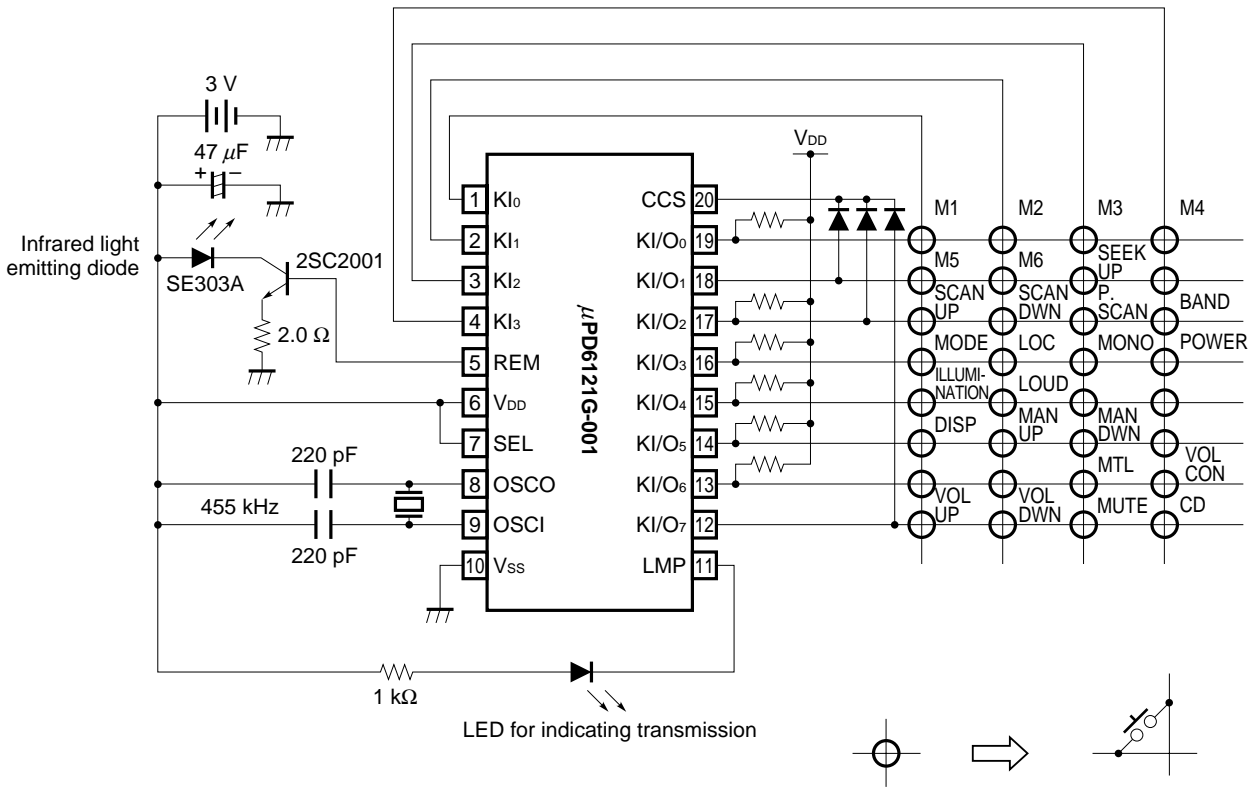 3 V
47 μF
+ −
Infrared light
emitting diode
SE303A
2SC2001
2.0 Ω
220 pF
455 kHz
220 pF
1 KI0
2 KI1
3 KI2
4 KI3
5 REM
6 VDD
7 SEL
8 OSCO
9 OSCI
10 VSS
μPD6121G-001
CCS 20
KI/O0 19
KI/O1 18
KI/O2 17
KI/O3 16
KI/O4 15
KI/O5 14
KI/O6 13
KI/O7 12
LMP 11
VDD
M1 M2 M3 M4
M5 M6 SEEK
UP
SCAN
UP
SCAN
DWN
P.
SCAN
BAND
MODE LOC MONO POWER
ILLUMI-
NATION
LOUD
DISP
MAN
UP
MAN
DWN
MTL
VOL
CON
VOL
UP
VOL
DWN
MUTE
CD
1 kΩ
LED for indicating transmission